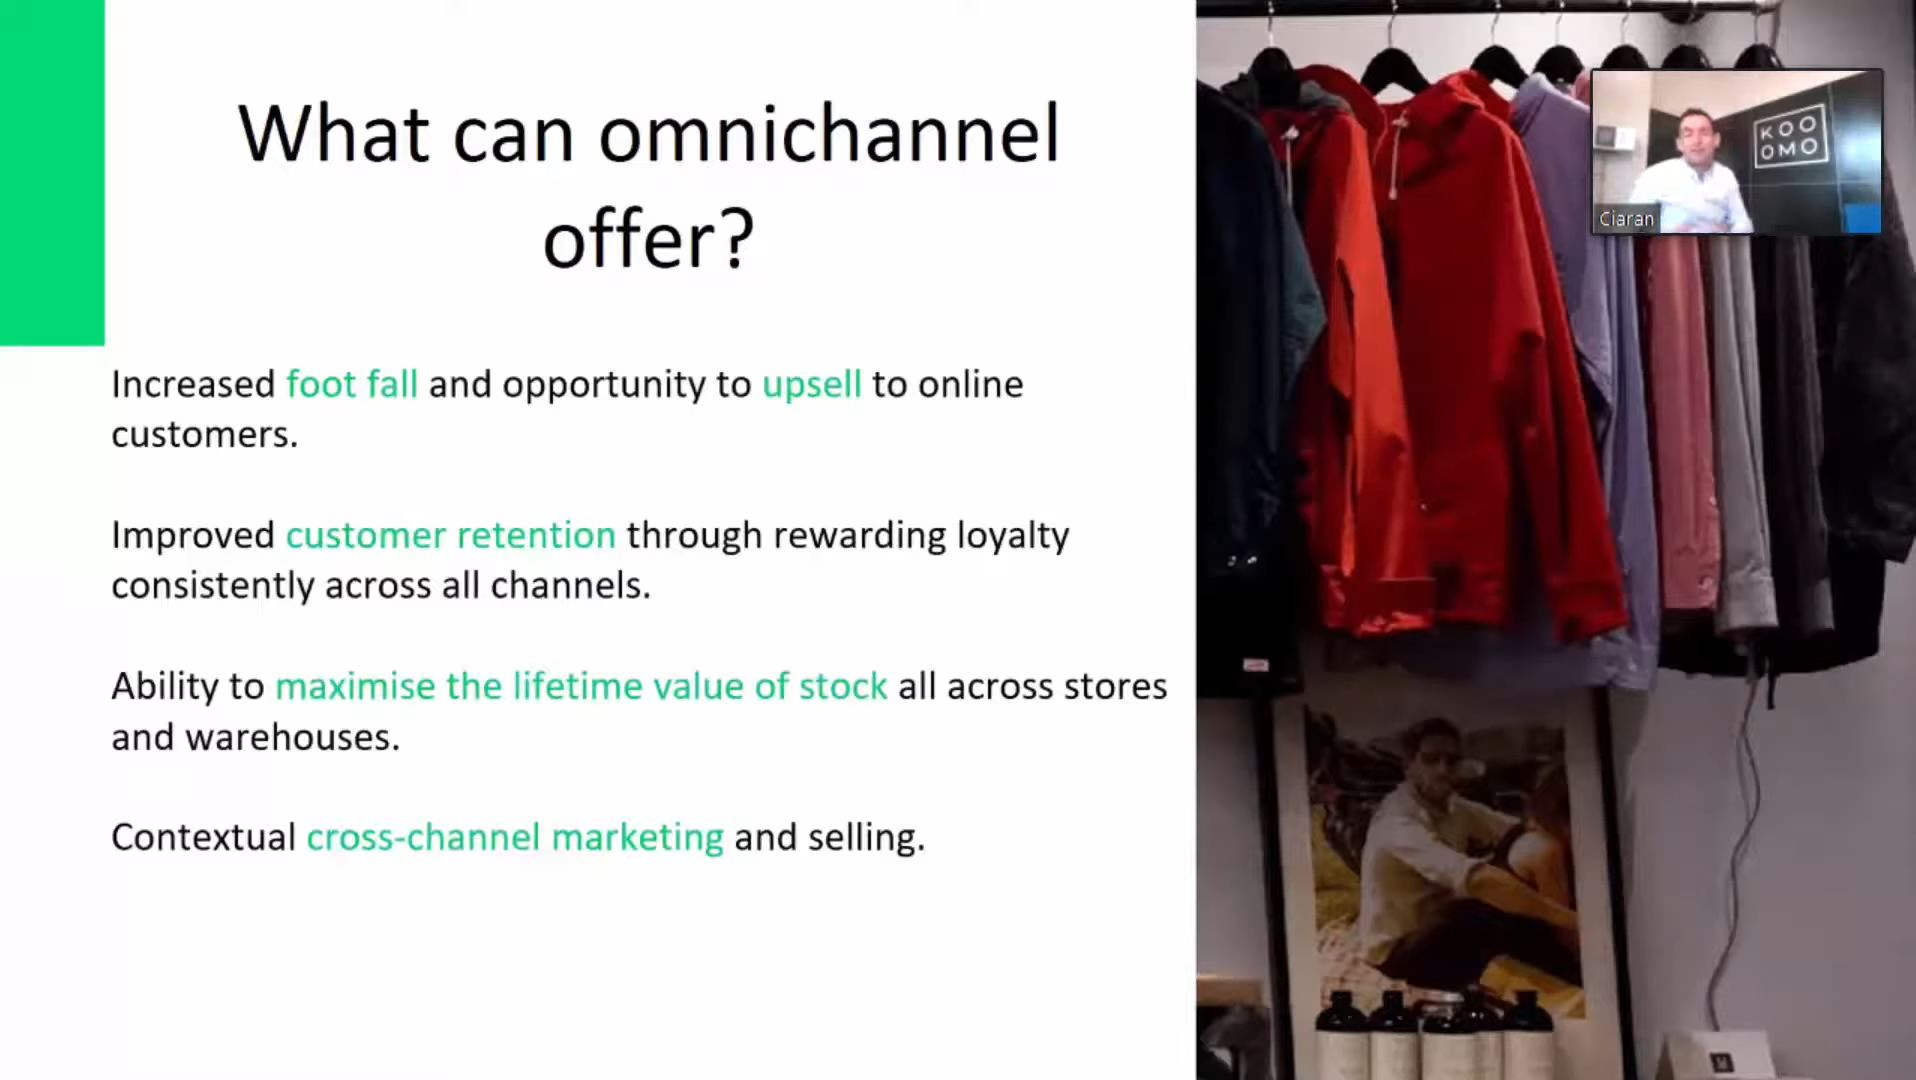 What can omnichannel
offer?
Increased foot fall and opportunity to upsell to online
customers.
Improved customer retention through rewarding loyalty
consistently across all channels.
Ability to maximise the lifetime value of stock all across stores
and warehouses.
Contextual cross-channel marketing and selling.
KOO
OMO
Ciaran